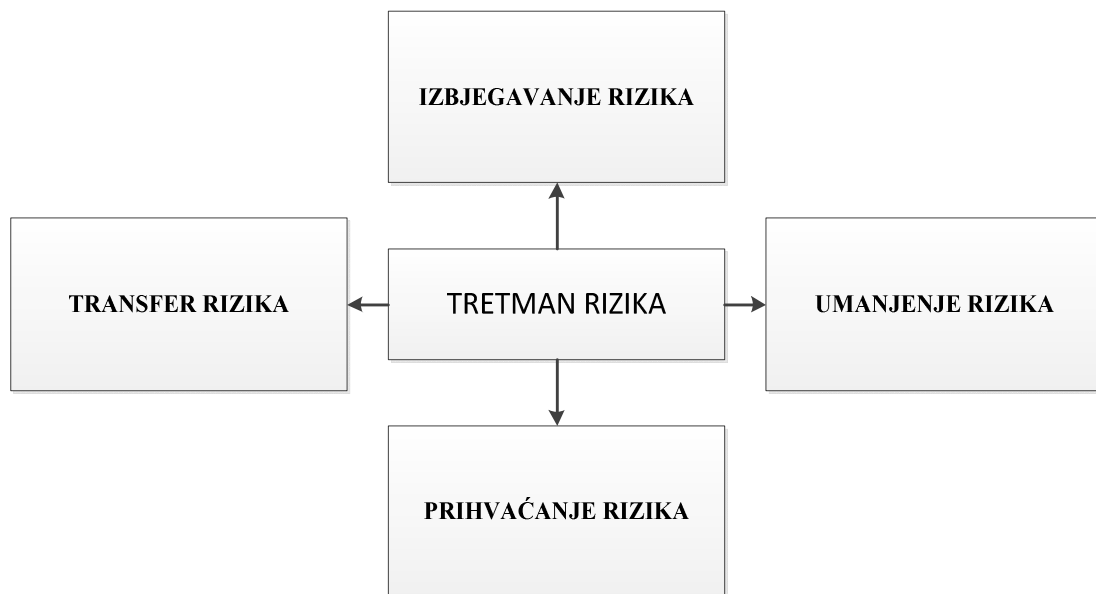 IZBJEGAVANJE RIZIKA
TRANSFER RIZIKA
TRETMAN RIZIKA
UMANJENJE RIZIKA
PRIHVAĆANJE RIZIKA